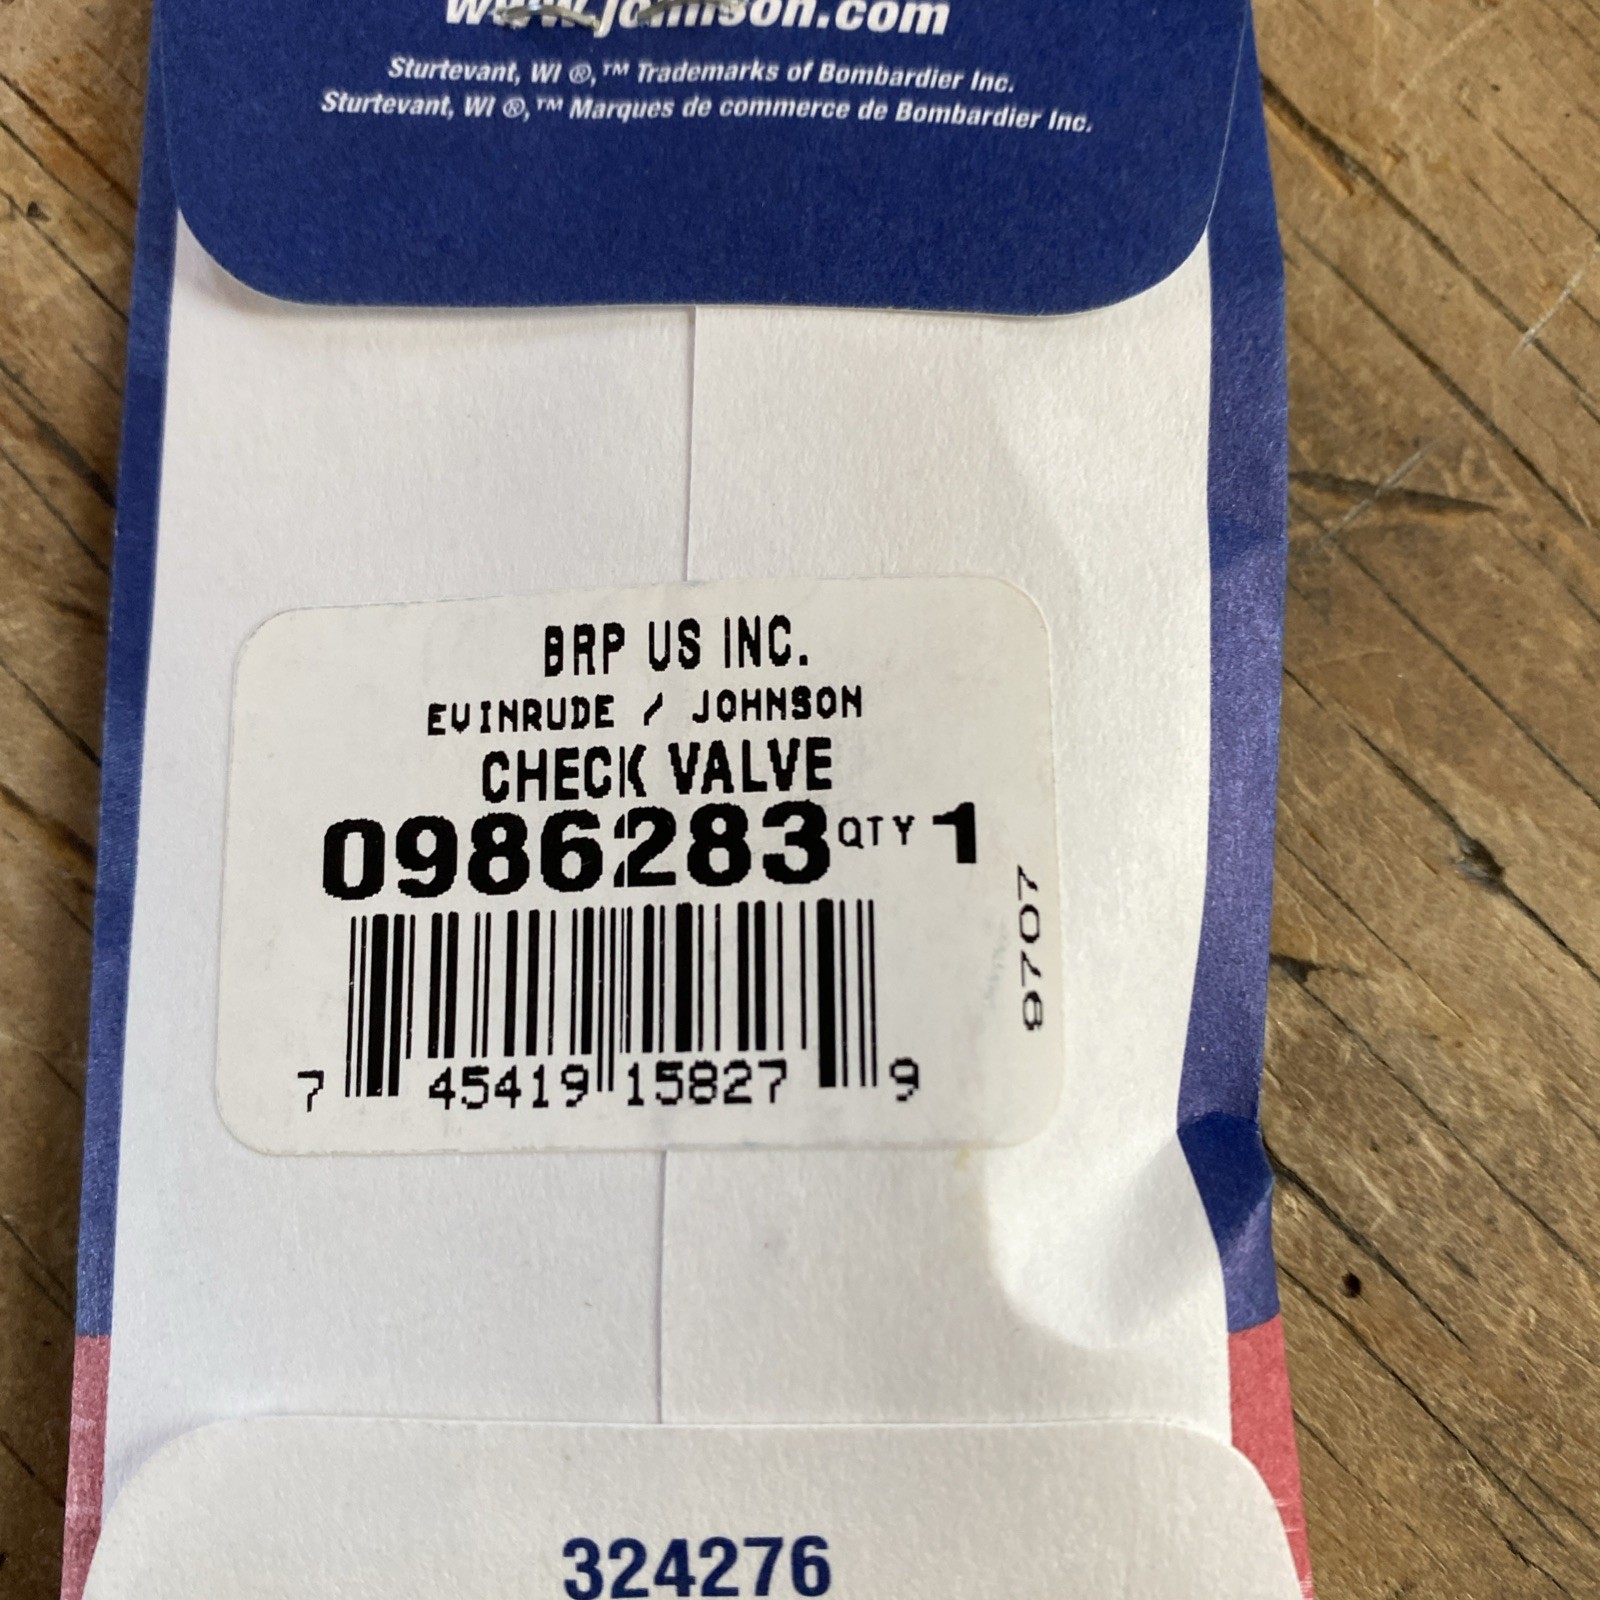 www.johnson.com
Sturtevant, WI ®,™ Trademarks of Bombardier Inc.
Sturtevant, WI ®,™ Marques de commerce de Bombardier Inc.
BRP US INC.
EVINRUDE / JOHNSON
CHECK VALVE
0986283 QTY 1
9707
7 45419 15827 9
324276